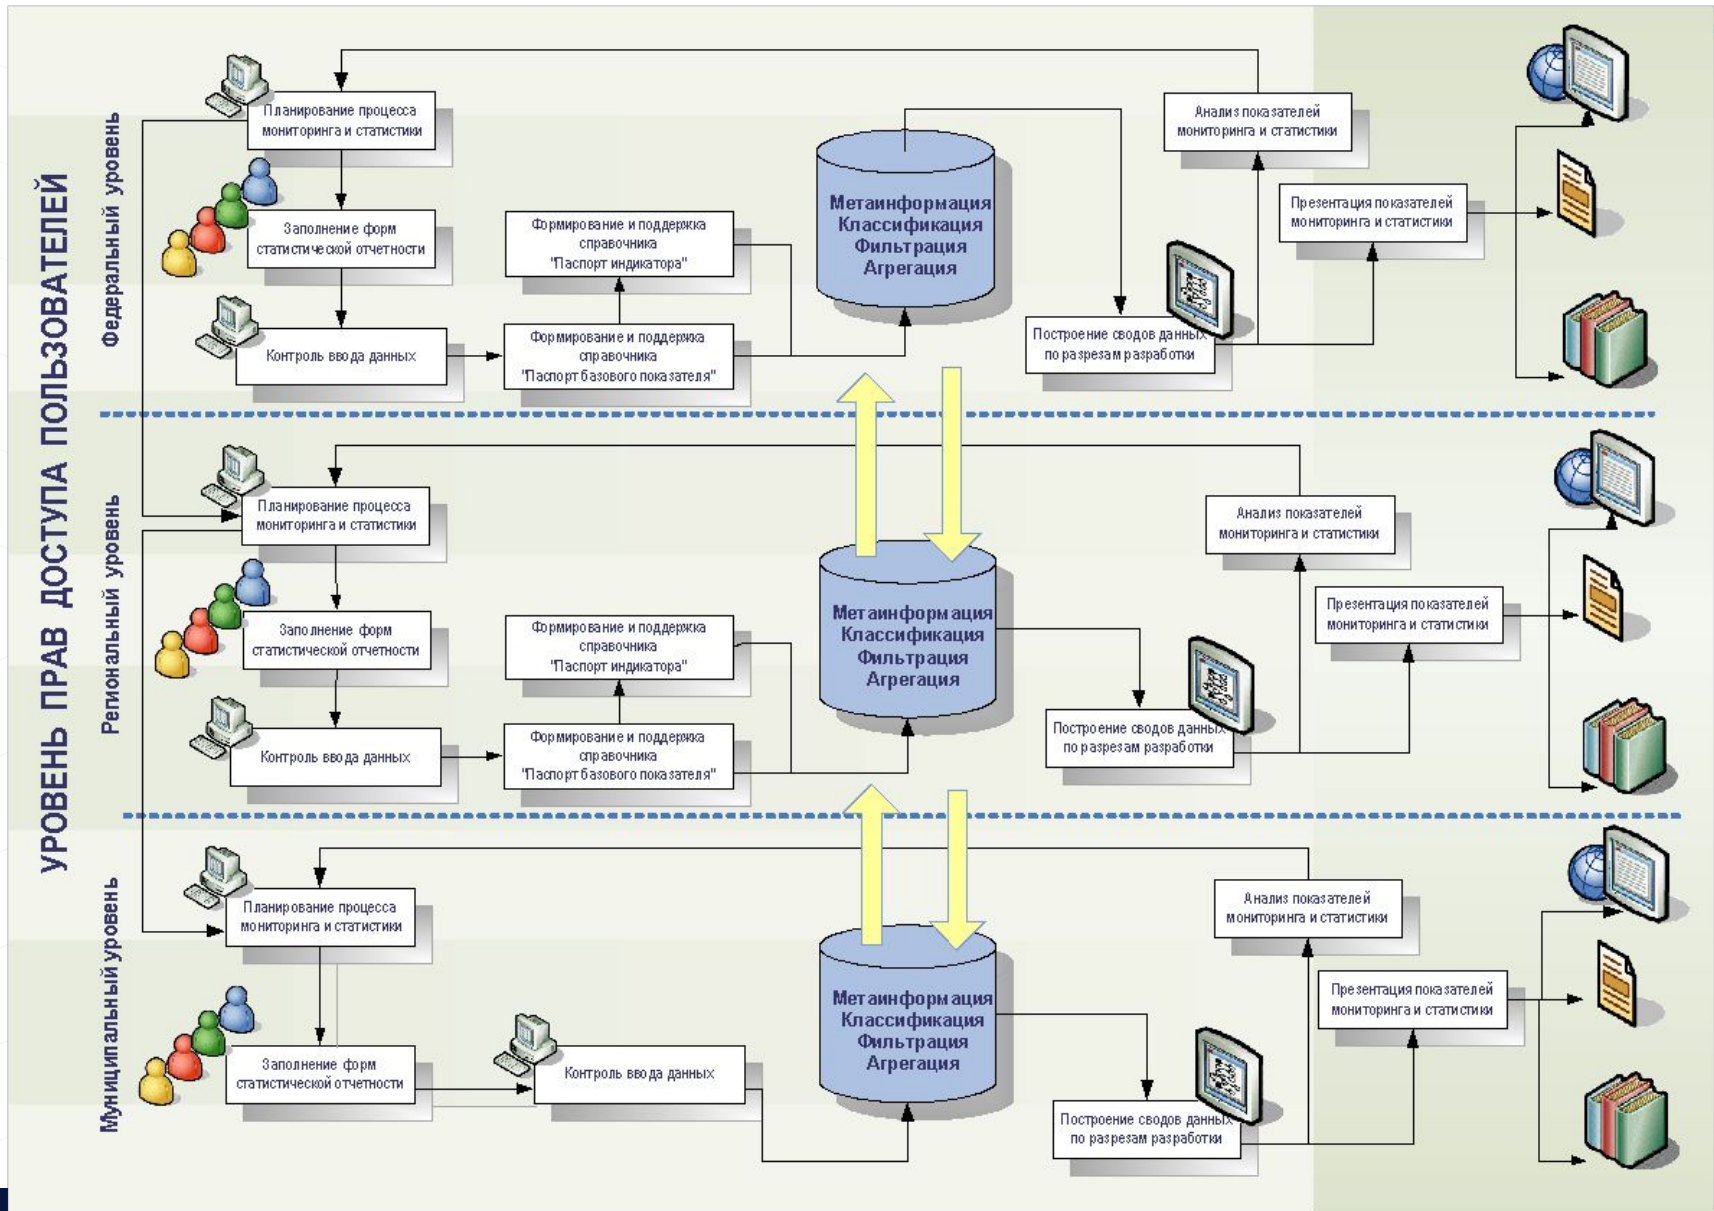 УРОВЕНЬ ПРАВ ДОСТУПА ПОЛЬЗОВАТЕЛЕЙ
Федеральный уровень
Планирование процесса
мониторинга и статистики
Заполнение форм
статистической отчетности
Контроль ввода данных
Формирование и поддержка
справочника
"Паспорт индикатора"
Формирование и поддержка
справочника
"Паспорт базового показателя"
Метаинформация
Классификация
Фильтрация
Агрегация
Построение сводов данных
по разрезам разработки
Анализ показателей
мониторинга и статистики
Презентация показателей
мониторинга и статистики
Региональный уровень
Планирование процесса
мониторинга и статистики
Заполнение форм
статистической отчетности
Контроль ввода данных
Формирование и поддержка
справочника
"Паспорт индикатора"
Формирование и поддержка
справочника
"Паспорт базового показателя"
Метаинформация
Классификация
Фильтрация
Агрегация
Построение сводов данных
по разрезам разработки
Анализ показателей
мониторинга и статистики
Презентация показателей
мониторинга и статистики
Муниципальный уровень
Планирование процесса
мониторинга и статистики
Заполнение форм
статистической отчетности
Контроль ввода данных
Метаинформация
Классификация
Фильтрация
Агрегация
Построение сводов данных
по разрезам разработки
Анализ показателей
мониторинга и статистики
Презентация показателей
мониторинга и статистики